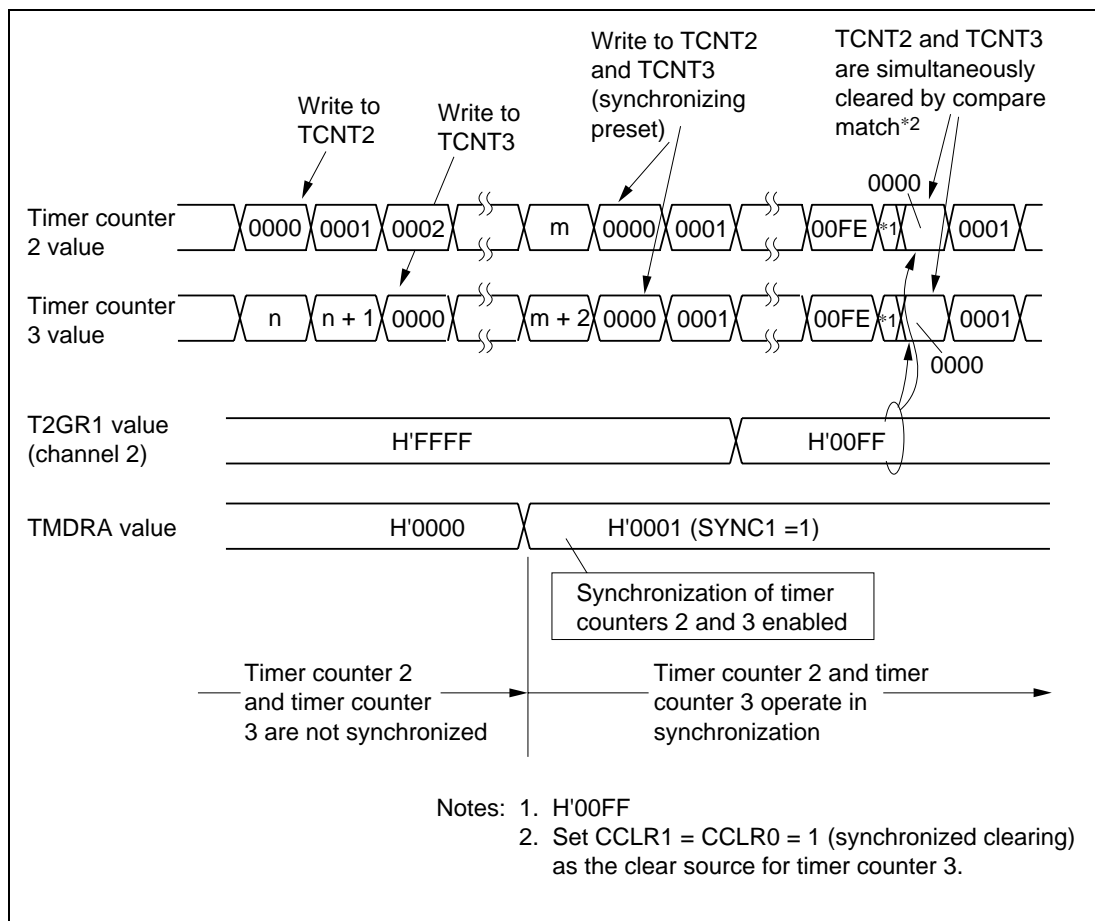 Write to TCNT2
and TCNT3
(synchronizing
preset)
TCNT2 and TCNT3
are simultaneously
cleared by compare
match*2
Write to
TCNT2
Write to
TCNT3
0000
Timer counter
2 value
0000 0001 0002 m 0000 0001 00FE *1 0001
Timer counter
3 value
n n + 1 0000 m + 2 0000 0001 00FE *1 0001
0000
T2GR1 value
(channel 2)
H'FFFF H'00FF
TMDRA value H'0000 H'0001 (SYNC1 =1)
Synchronization of timer
counters 2 and 3 enabled
Timer counter 2
and timer counter
3 are not synchronized
Timer counter 2 and timer
counter 3 operate in
synchronization
Notes: 1. H'00FF
2. Set CCLR1 = CCLR0 = 1 (synchronized clearing)
as the clear source for timer counter 3.